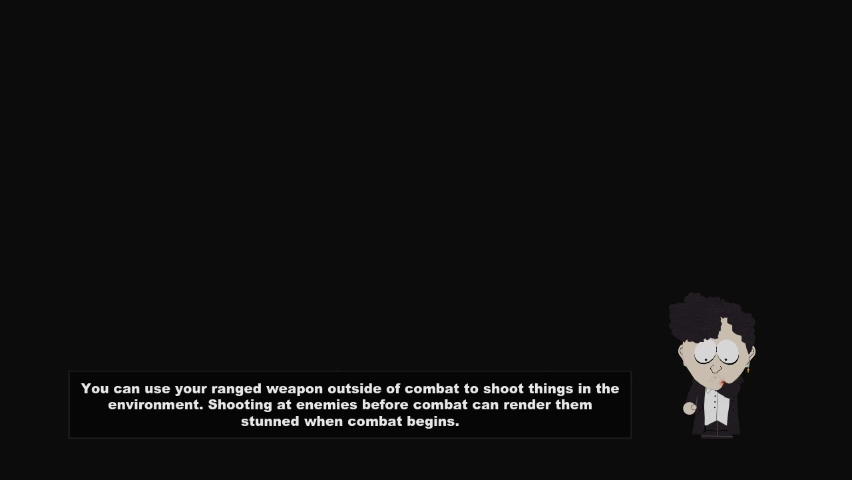 You can use your ranged weapon outside of combat to shoot things in the
environment. Shooting at enemies before combat can render them
stunned when combat begins.